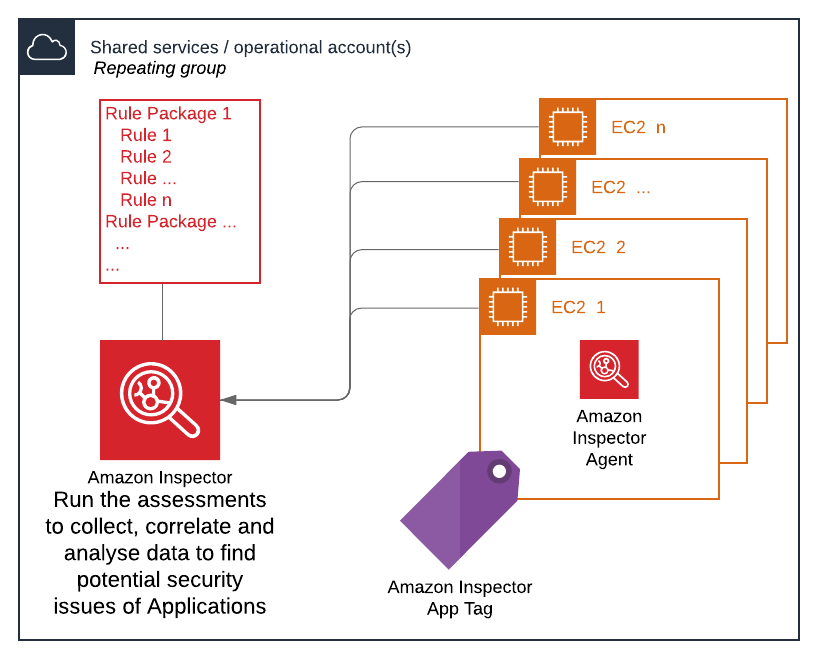 Shared services / operational account(s)
Repeating group
Rule Package 1
Rule 1
Rule 2
Rule ...
Rule n
Rule Package ...
...
...
EC2 n
EC2 ...
EC2 2
EC2 1
Amazon
Inspector
Agent
Amazon Inspector
Run the assessments
to collect, correlate and
analyse data to find
potential security
issues of Applications
Amazon Inspector
App Tag